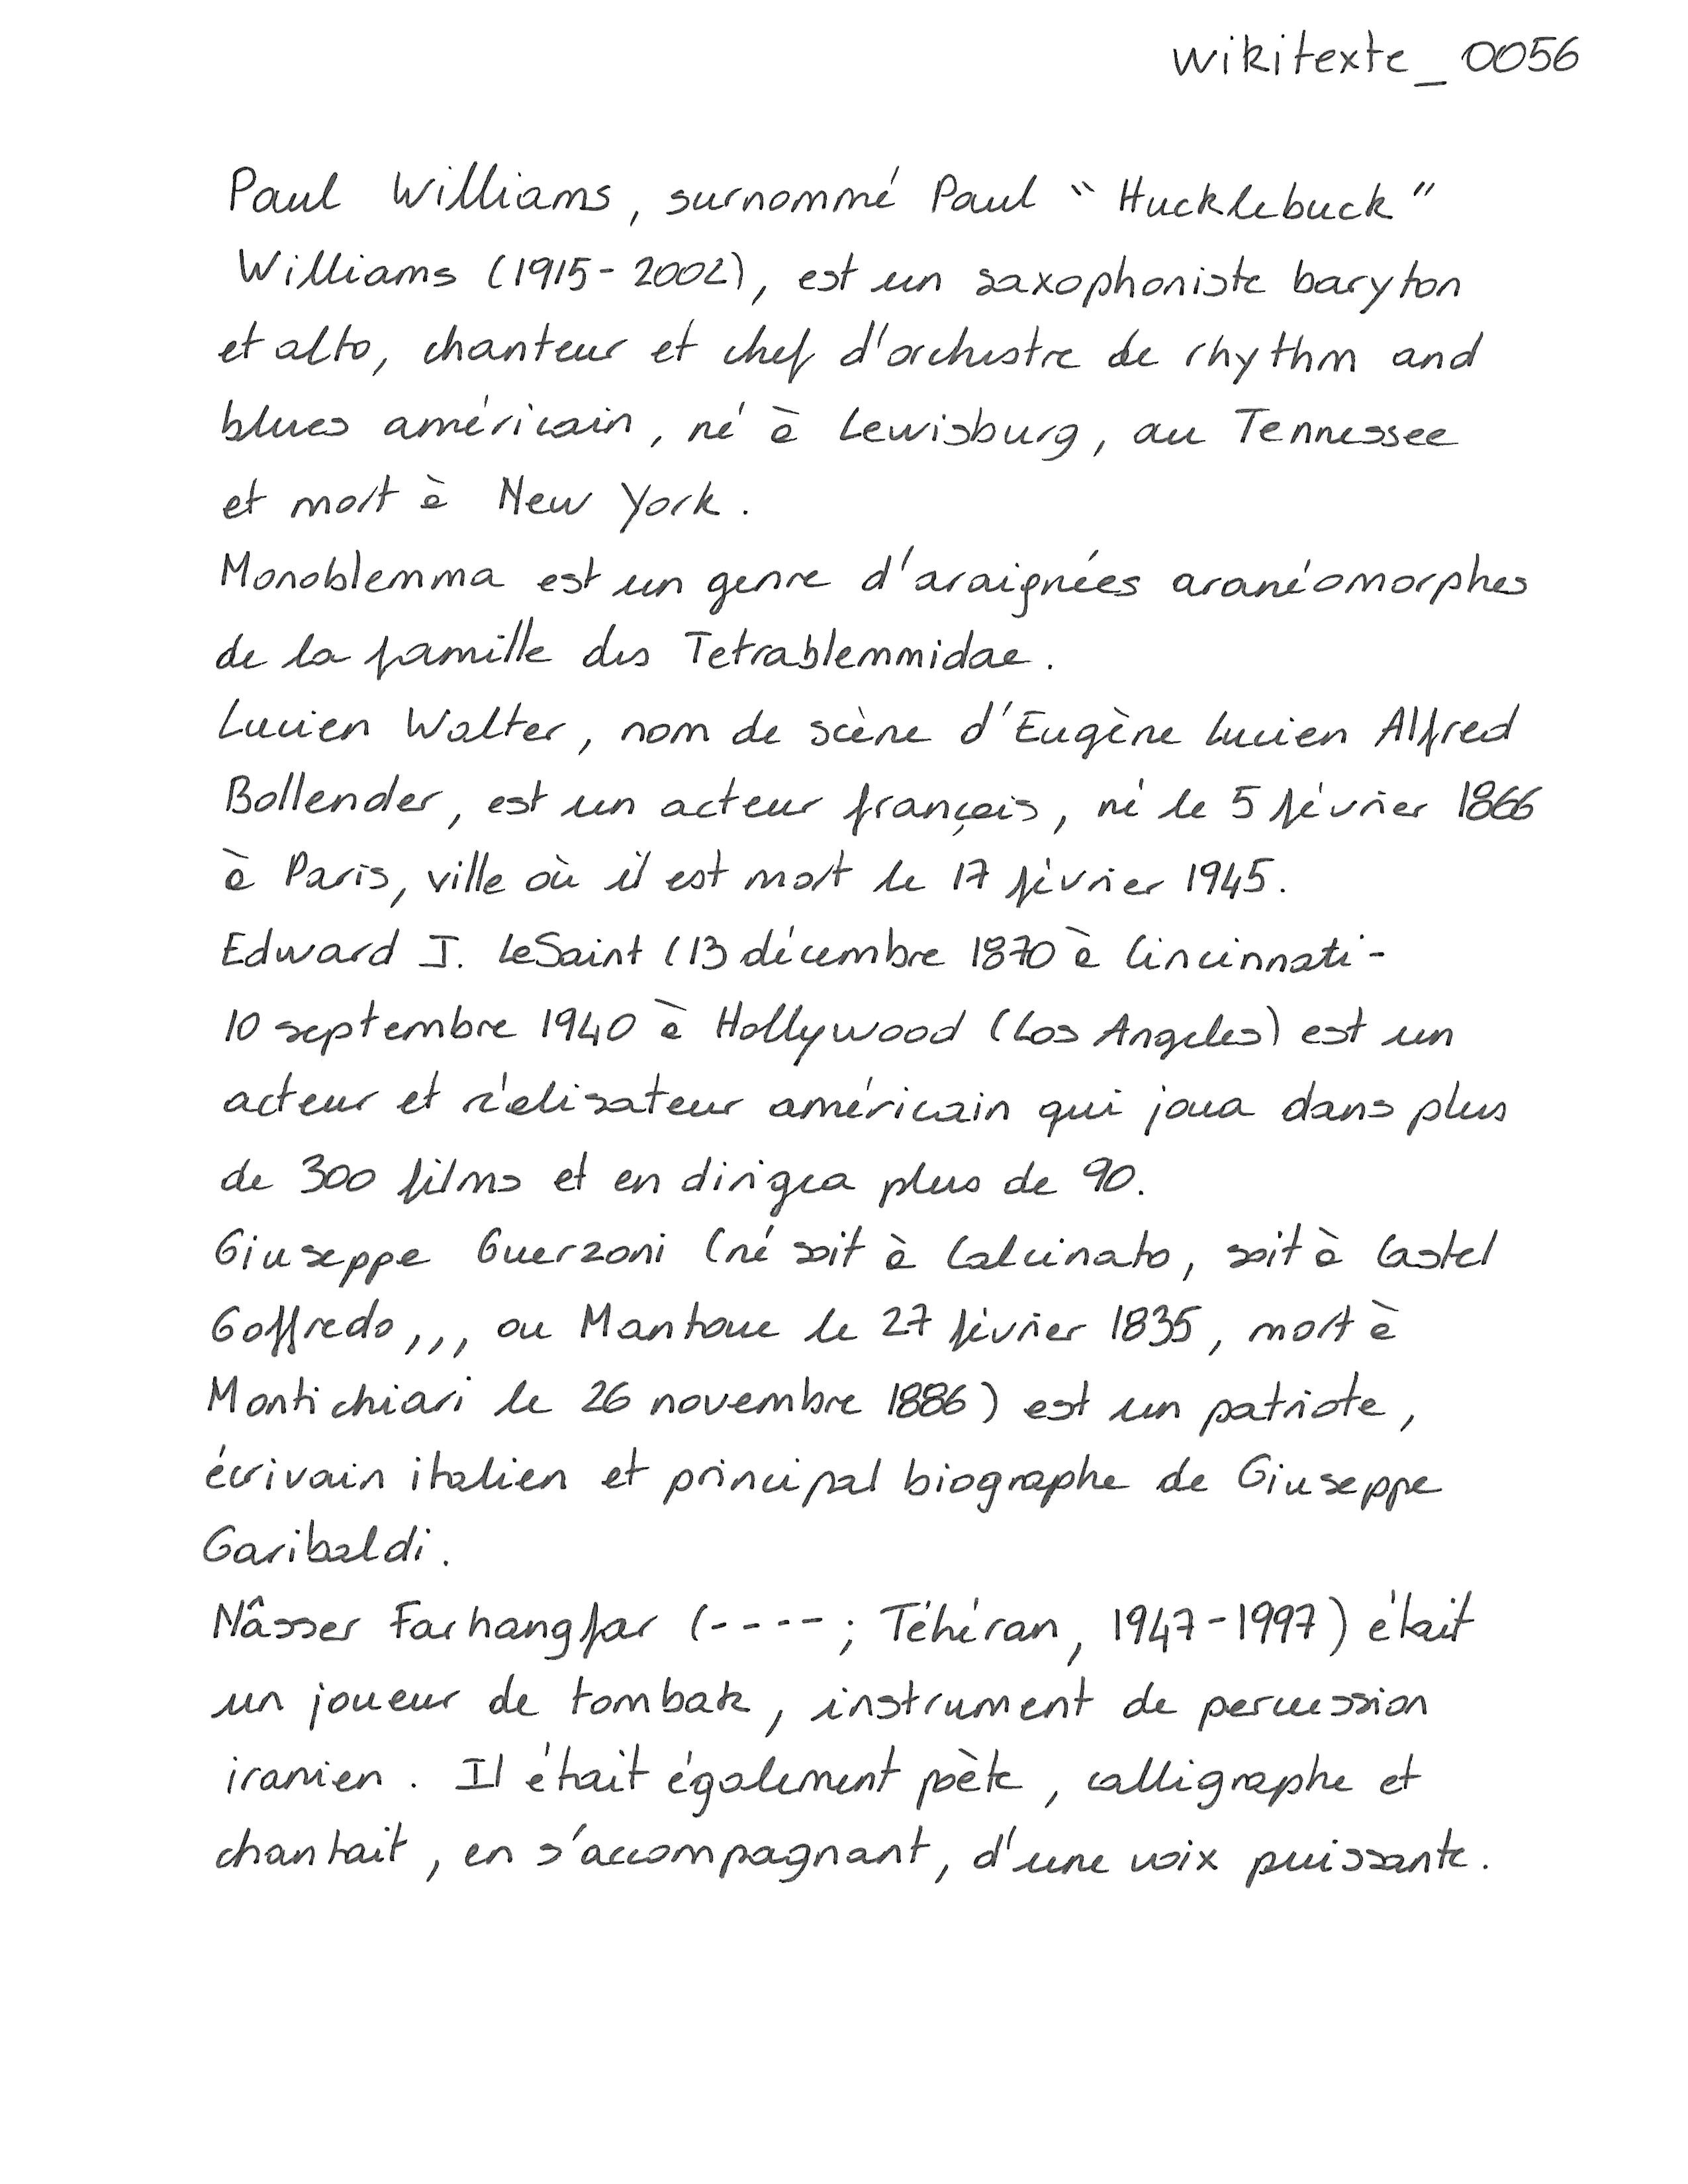 wikitexte_0056
Paul Williams, surnommé Paul "Hucklebuck"
Williams (1915-2002), est un saxophoniste baryton
et alto, chanteur et chef d'orchestre de rhythm and
blues américain, né à Lewisburg, au Tennessee
et mort à New York.
Monoblemma est un genre d'araignées aranéomorphes
de la famille des Tetrablemmidae.
Lucien Walter, nom de scène d'Eugène Lucien Alfred
Bollender, est un acteur français, né le 5 février 1866
à Paris, ville où il est mort le 17 février 1945.
Edward J. LeSaint (13 décembre 1870 à Cincinnati-
10 septembre 1940 à Hollywood (Los Angeles) est un
acteur et réalisateur américain qui joua dans plus
de 300 films et en dirigea plus de 90.
Giuseppe Guerzoni (né soit à Calcinato, soit à Castel
Goffredo,,, ou Mantoue le 27 février 1835, mort à
Montichiari le 26 novembre 1886) est un patriote,
écrivain italien et principal biographe de Giuseppe
Garibaldi.
Nâsser Farhangfar (----; Téhéran, 1947-1997) était
un joueur de tombak, instrument de percussion
iranien. Il était également poète, calligraphe et
chantait, en s'accompagnant, d'une voix puissante.